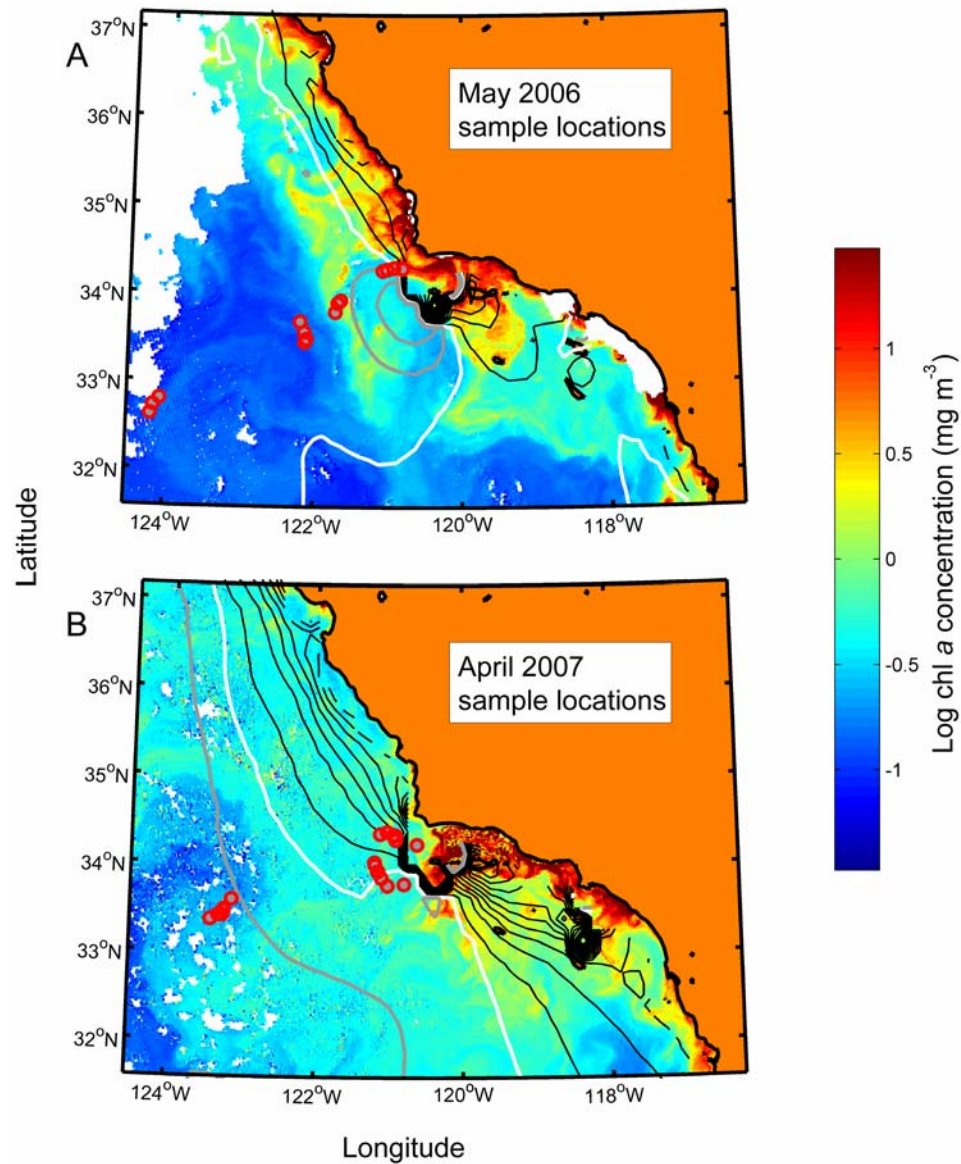 A
37°N
36°N
35°N
34°N
33°N
32°N
124°W
122°W
120°W
118°W
May 2006
sample locations
B
37°N
36°N
35°N
34°N
33°N
32°N
124°W
122°W
120°W
118°W
April 2007
sample locations
Latitude
Longitude
1
0.5
0
-0.5
-1
Log chl a concentration (mg m⁻³)